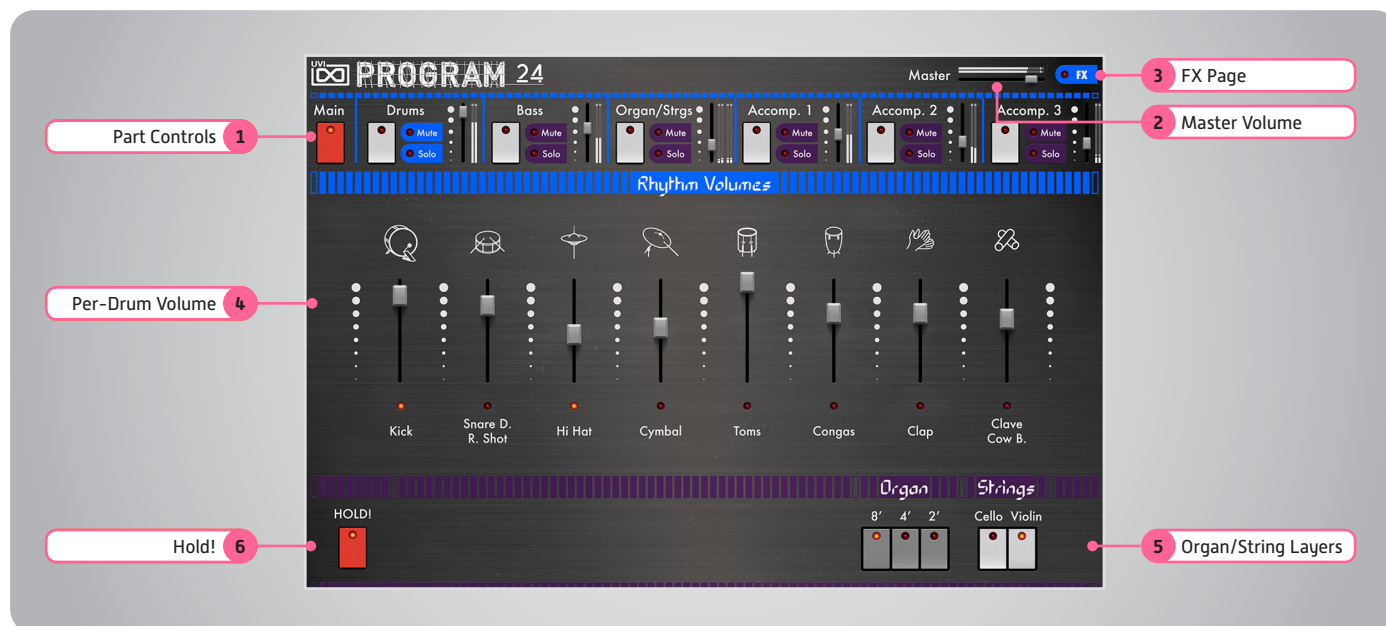 UVI PROGRAM 24
Master
FX
3 FX Page
Main
Drums
Bass
Organ/Strgs
Accomp. 1
Accomp. 2
Accomp. 3
2 Master Volume
Part Controls 1
Mute
Mute
Mute
Mute
Mute
Mute
Solo
Solo
Solo
Solo
Solo
Solo
Rhythm Volumes
Per-Drum Volume 4
Kick
Snare D.
R. Shot
Hi Hat
Cymbal
Toms
Congas
Clap
Clave
Cow B.
Organ
Strings
HOLD!
8’ 4’ 2’
Cello Violin
Hold! 6
5 Organ/String Layers